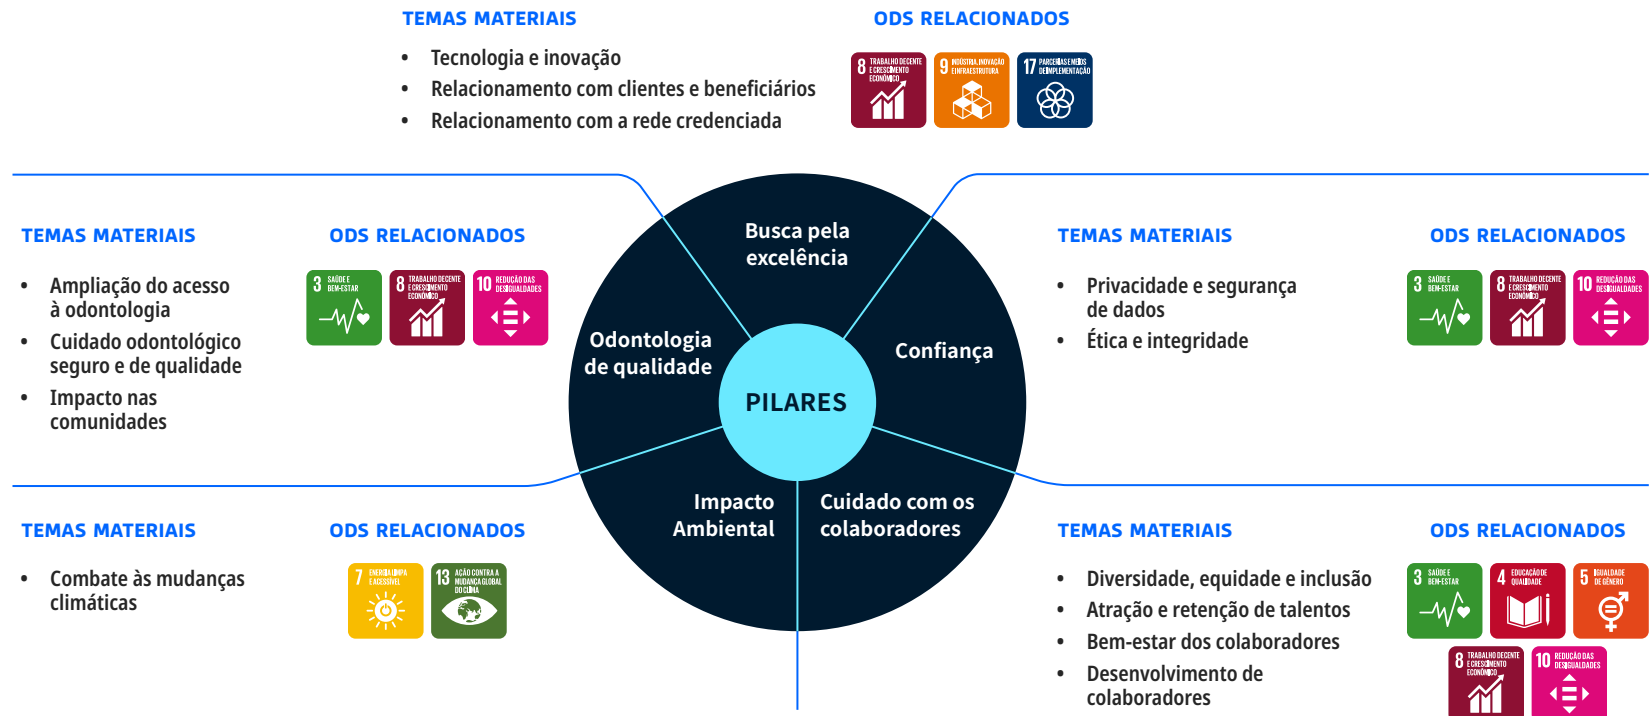 TEMAS MATERIAIS
ODS RELACIONADOS
• Tecnologia e inovação
• Relacionamento com clientes e beneficiários
• Relacionamento com a rede credenciada
8 TRABALHO DECENTE
E CRESCIMENTO
ECONÔMICO
9 INDÚSTRIA, INOVAÇÃO
E INFRAESTRUTURA
17 PARCERIAS E MEIOS
DE IMPLEMENTAÇÃO
TEMAS MATERIAIS
ODS RELACIONADOS
• Ampliação do acesso
à odontologia
• Cuidado odontológico
seguro e de qualidade
• Impacto nas
comunidades
3 SAÚDE E
BEM-ESTAR
8 TRABALHO DECENTE
E CRESCIMENTO
ECONÔMICO
10 REDUÇÃO DAS
DESIGUALDADES
Busca pela
excelência
Odontologia
de qualidade
Confiança
PILARES
Impacto
Ambiental
Cuidado com os
colaboradores
TEMAS MATERIAIS
ODS RELACIONADOS
• Privacidade e segurança
de dados
• Ética e integridade
3 SAÚDE E
BEM-ESTAR
8 TRABALHO DECENTE
E CRESCIMENTO
ECONÔMICO
10 REDUÇÃO DAS
DESIGUALDADES
TEMAS MATERIAIS
ODS RELACIONADOS
• Combate às mudanças
climáticas
7 ENERGIA LIMPA
E ACESSÍVEL
13 AÇÃO CONTRA A
MUDANÇA GLOBAL
DO CLIMA
TEMAS MATERIAIS
ODS RELACIONADOS
• Diversidade, equidade e inclusão
• Atração e retenção de talentos
• Bem-estar dos colaboradores
• Desenvolvimento de
colaboradores
3 SAÚDE E
BEM-ESTAR
4 EDUCAÇÃO DE
QUALIDADE
5 IGUALDADE
DE GÊNERO
8 TRABALHO DECENTE
E CRESCIMENTO
ECONÔMICO
10 REDUÇÃO DAS
DESIGUALDADES